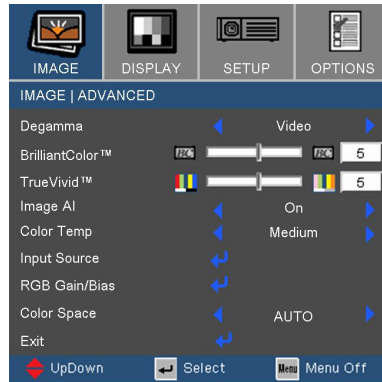 IMAGE DISPLAY SETUP OPTIONS
IMAGE | ADVANCED
Degamma Video
BrilliantColor™ 5
TrueVivid™ 5
Image AI On
Color Temp Medium
Input Source
RGB Gain/Bias
Color Space AUTO
Exit
UpDown Select Menu Menu Off